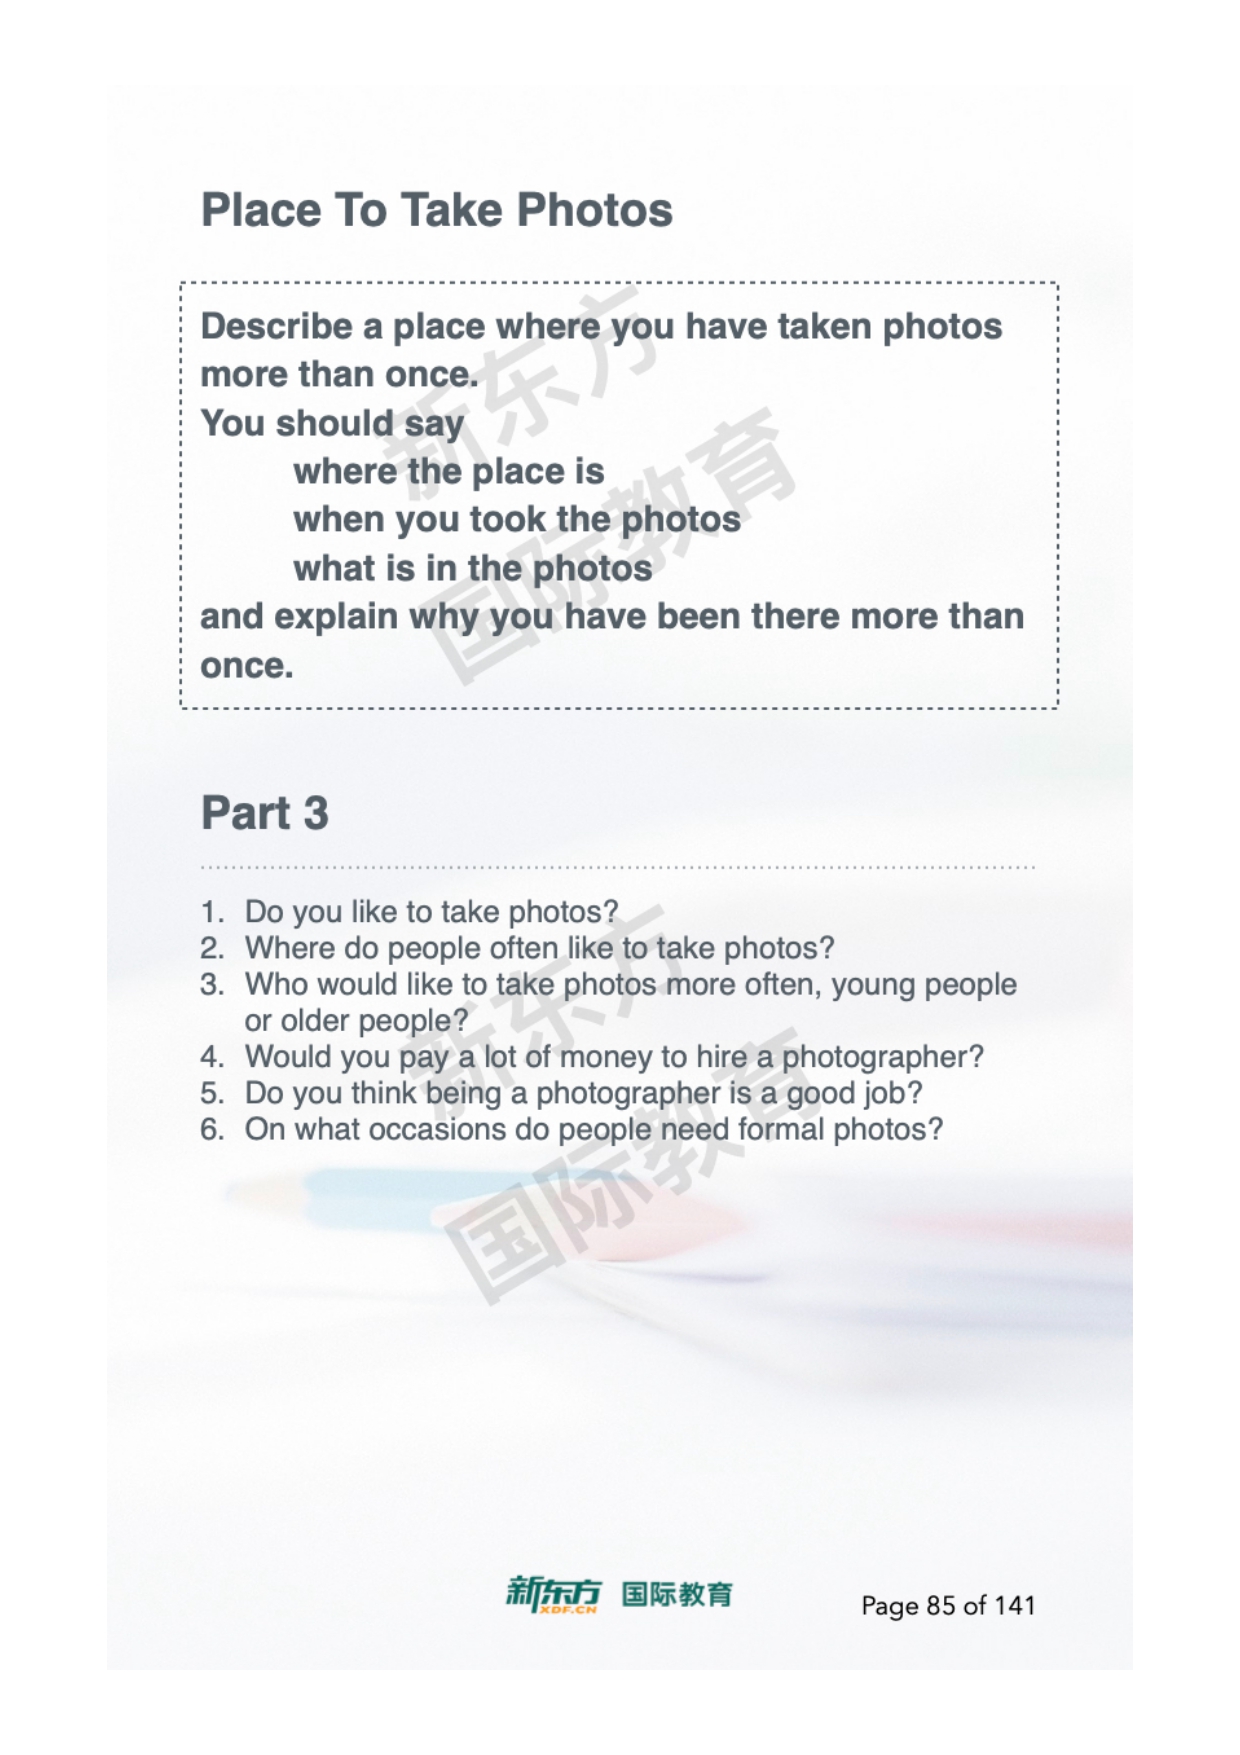 Place To Take Photos
Describe a place where you have taken photos
more than once.
You should say
where the place is
when you took the photos
what is in the photos
and explain why you have been there more than
once.
新东方
国际教育
Part 3
1. Do you like to take photos?
2. Where do people often like to take photos?
3. Who would like to take photos more often, young people
or older people?
4. Would you pay a lot of money to hire a photographer?
5. Do you think being a photographer is a good job?
6. On what occasions do people need formal photos?
新东方
国际教育
新东方 国际教育
XDF.CN
Page 85 of 141